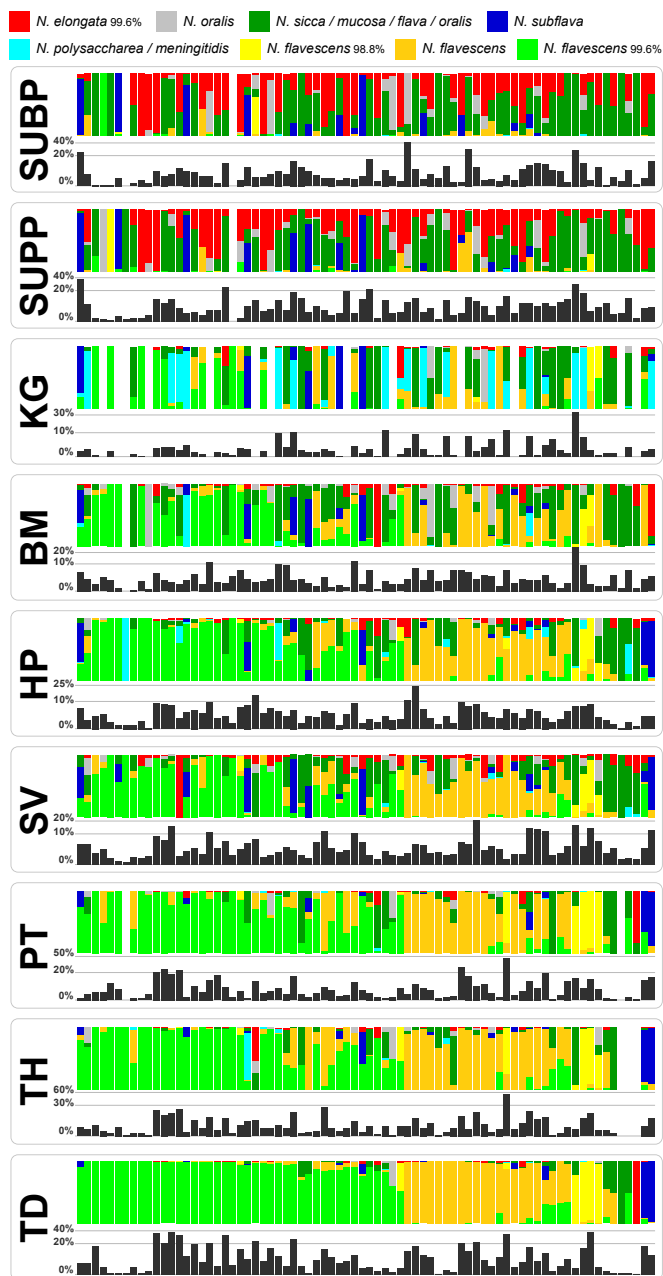 N. elongata 99.6% N. oralis N. sicca / mucosa / flava / oralis N. subflava
N. polysaccharea / meningitidis N. flavescens 98.8% N. flavescens N. flavescens 99.6%
SUBP
40%
20%
0%
SUPP
40%
20%
0%
KG
30%
10%
0%
BM
20%
10%
0%
HP
25%
10%
0%
SV
20%
10%
0%
PT
50%
20%
0%
TH
60%
30%
0%
TD
40%
20%
0%